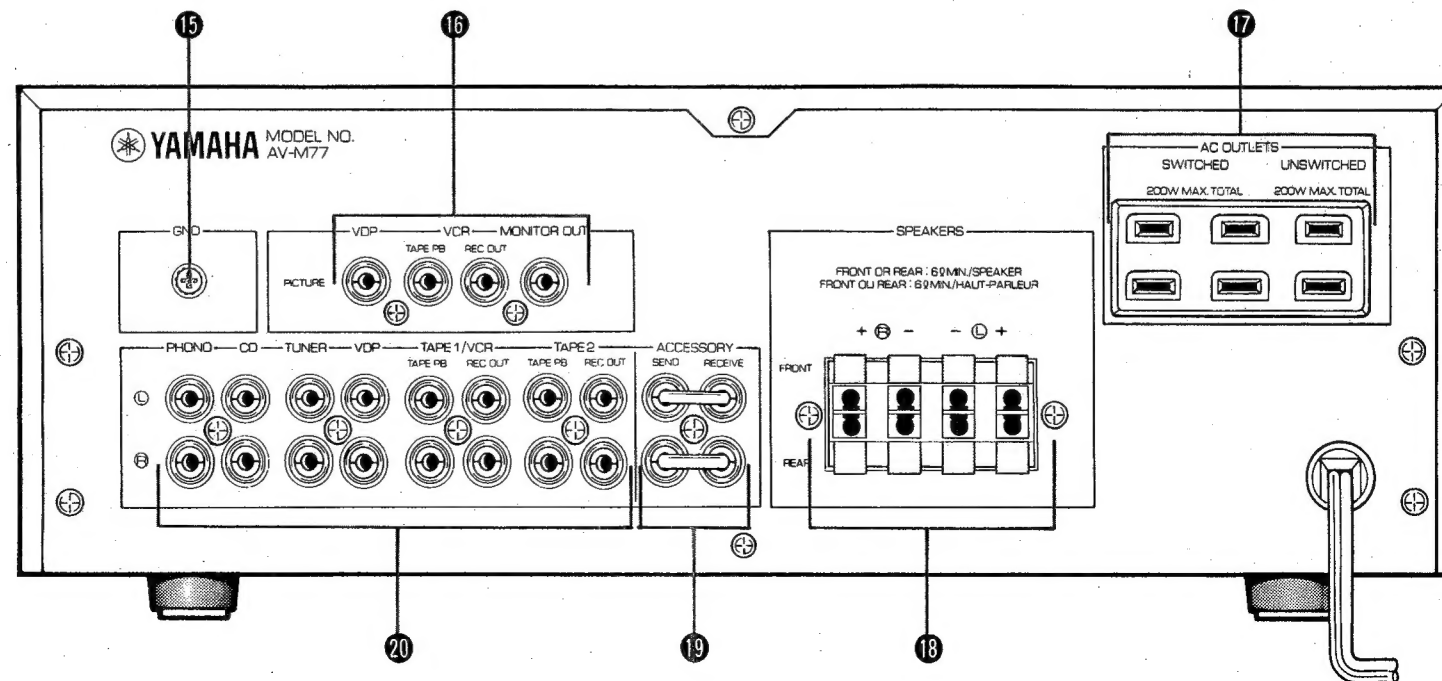 15 16 17
YAMAHA MODEL NO.
AV-M77
AC OUTLETS
SWITCHED UNSWITCHED
200W MAX. TOTAL 200W MAX. TOTAL
GND
VDP VCR MONITOR OUT
TAPE PB REC OUT
PICTURE
SPEAKERS
FRONT OR REAR : 6Ω MIN./SPEAKER
FRONT OU REAR : 6Ω MIN./HAUT-PARLEUR
+ R - - L +
FRONT
REAR
PHONO CD TUNER VDP TAPE 1/VCR TAPE 2 ACCESSORY
TAPE PB REC OUT TAPE PB REC OUT SEND RECEIVE
L
R
20 19 18